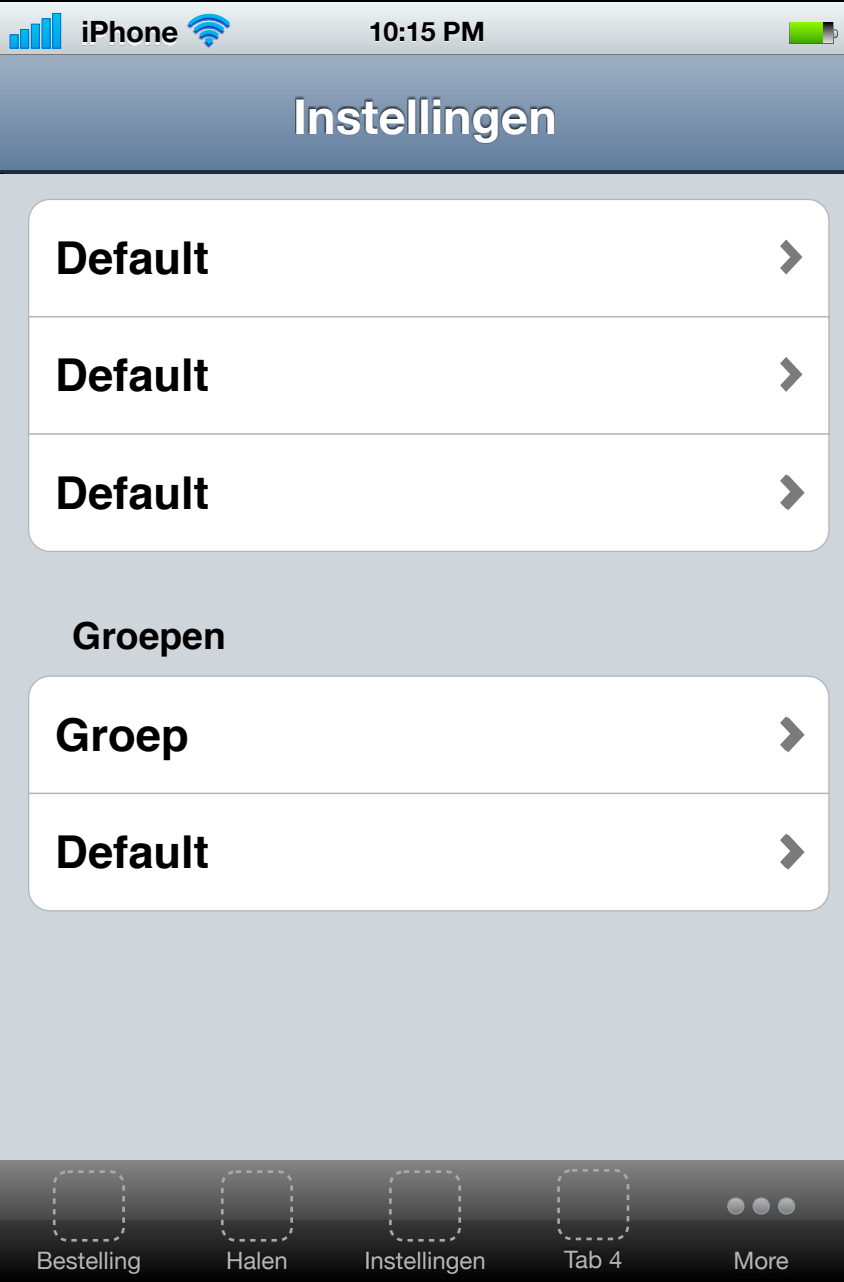 iPhone 10:15 PM
Instellingen
Default
Default
Default
Groepen
Groep
Default
Bestelling Halen Instellingen Tab 4 More